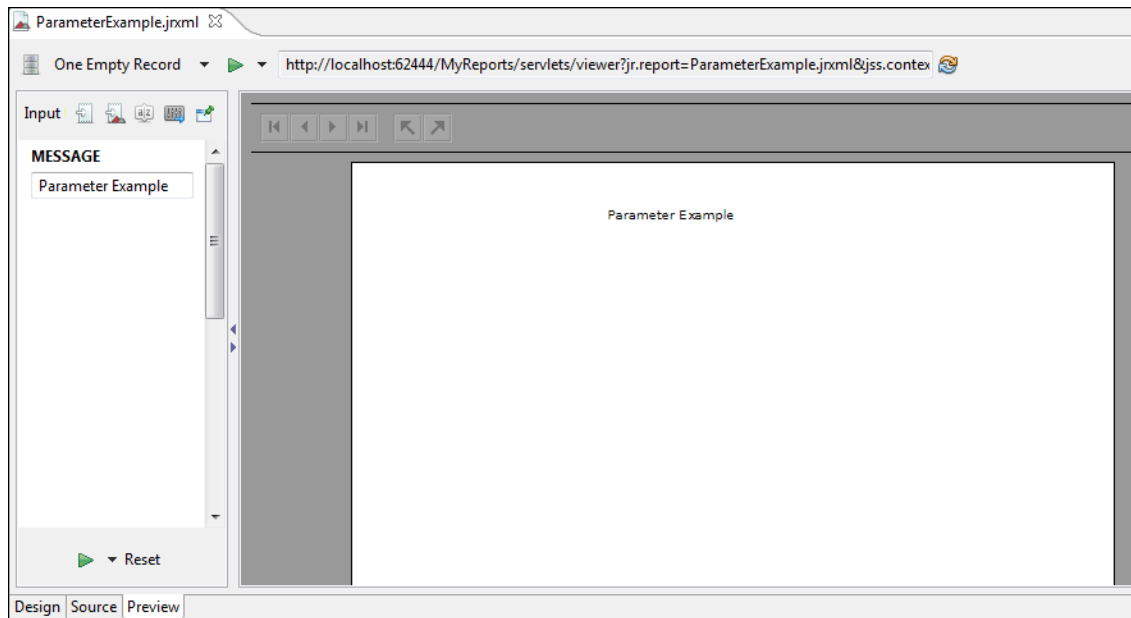 ParameterExample.jrxml
One Empty Record http://localhost:62444/MyReports/servlets/viewer?jr.report=ParameterExample.jrxml&jss.contex
Input
MESSAGE
Parameter Example
Parameter Example
Reset
Design Source Preview